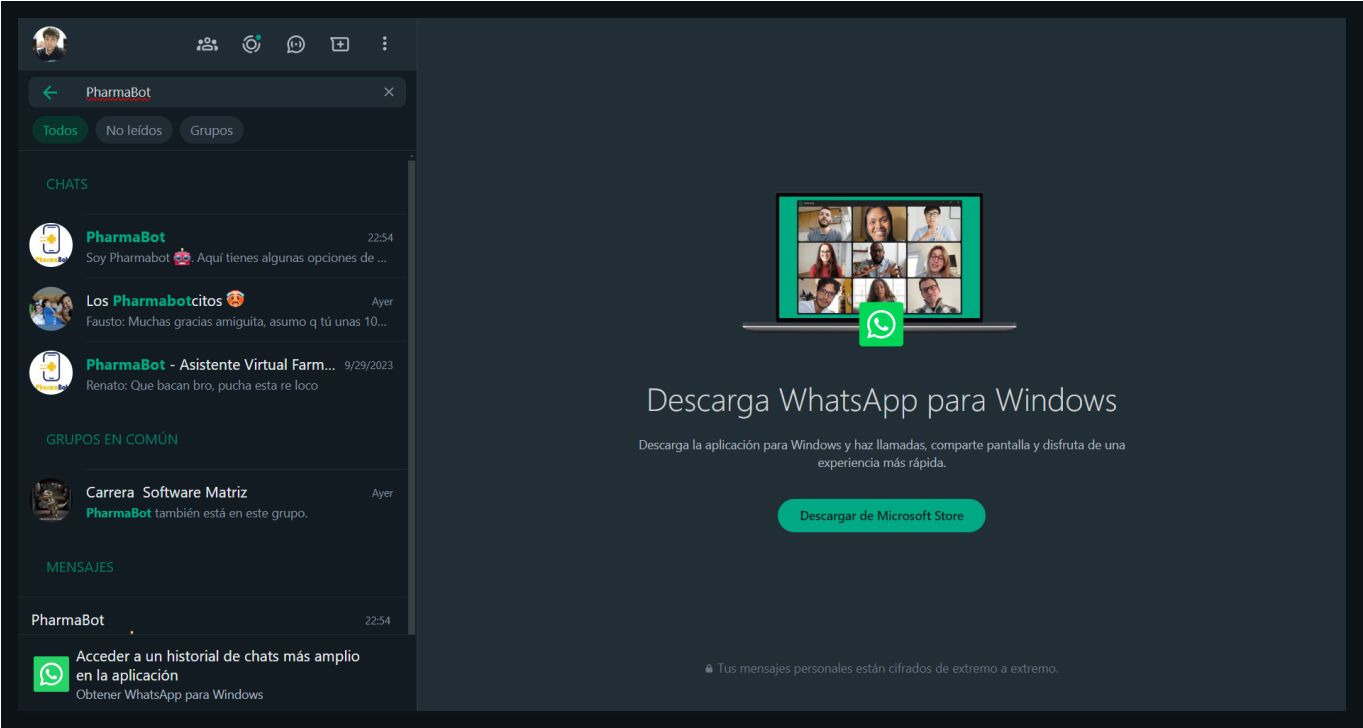 PharmaBot
Todos
No leídos
Grupos
CHATS
PharmaBot
22:54
Soy Pharmabot 🤖. Aquí tienes algunas opciones de ...
Los Pharmabotcitos 🥵
Ayer
Fausto: Muchas gracias amiguita, asumo q tú unas 10...
PharmaBot - Asistente Virtual Farm...
9/29/2023
Renato: Que bacan bro, pucha esta re loco
GRUPOS EN COMÚN
Carrera Software Matriz
Ayer
PharmaBot también está en este grupo.
MENSAJES
PharmaBot
22:54
Acceder a un historial de chats más amplio
en la aplicación
Obtener WhatsApp para Windows
Descarga WhatsApp para Windows
Descarga la aplicación para Windows y haz llamadas, comparte pantalla y disfruta de una
experiencia más rápida.
Descargar de Microsoft Store
Tus mensajes personales están cifrados de extremo a extremo.